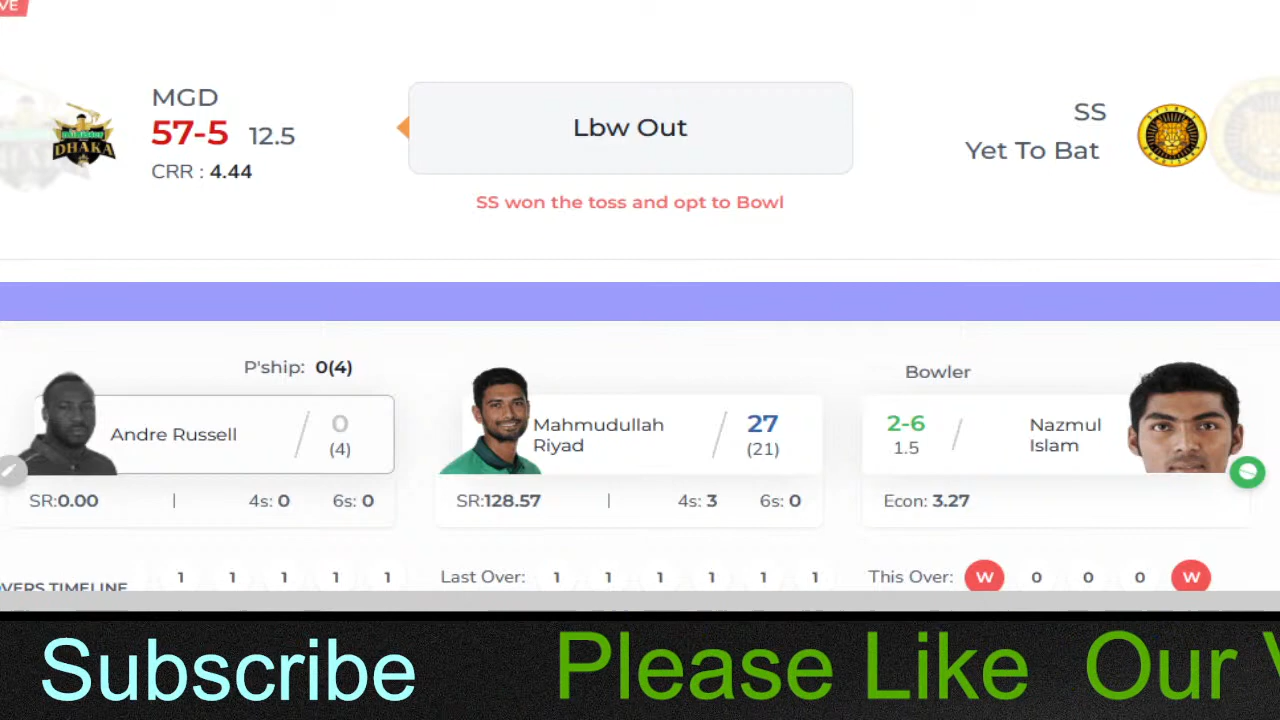 VE
MGD
57-5 12.5
CRR : 4.44
DHAKA
Lbw Out
SS won the toss and opt to Bowl
SS
Yet To Bat
P'ship: 0(4)
Andre Russell
0
(4)
SR:0.00 | 4s: 0 6s: 0
Mahmudullah
Riyad
27
(21)
SR:128.57 | 4s: 3 6s: 0
Bowler
2-6
1.5
Nazmul
Islam
Econ: 3.27
OVERS TIMELINE 1 1 1 1 1
Last Over: 1 1 1 1 1 1
This Over: W 0 0 0 W
Subscribe Please Like Our V